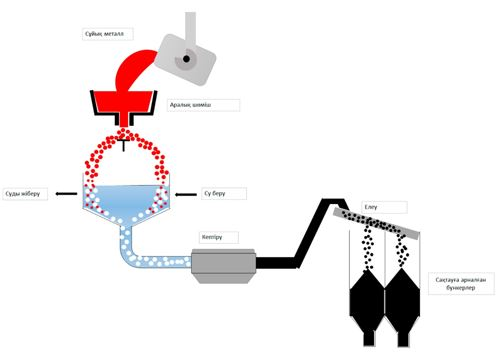 Сұйық металл
Аралық шөміш
Суды жіберу
Су беру
Кептіру
Елеу
Сақтауға арналған
бункерлер